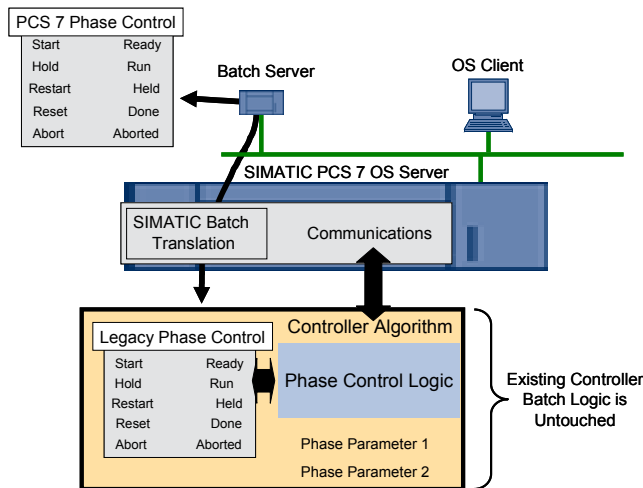 PCS 7 Phase Control
Start Ready
Hold Run
Restart Held
Reset Done
Abort Aborted
Batch Server
OS Client
SIMATIC PCS 7 OS Server
SIMATIC Batch
Translation
Communications
Controller Algorithm
Legacy Phase Control
Start Ready
Hold Run
Restart Held
Reset Done
Abort Aborted
Phase Control Logic
Phase Parameter 1
Phase Parameter 2
Existing Controller
Batch Logic is
Untouched